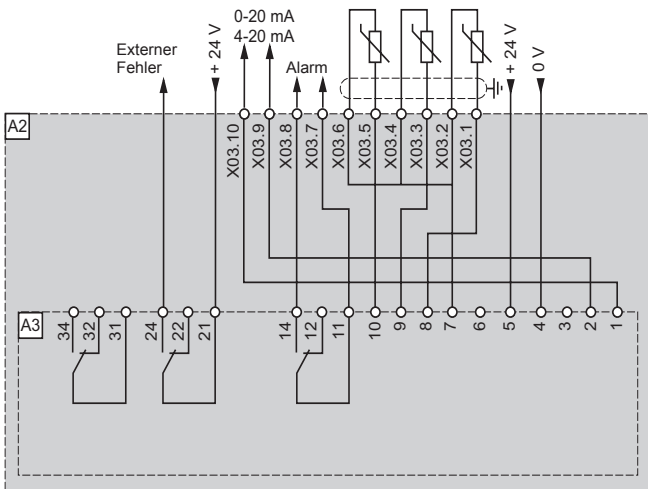 0-20 mA
4-20 mA
Externer
Fehler
+ 24 V
Alarm
+ 24 V
0 V
A2
X03.10
X03.9
X03.8
X03.7
X03.6
X03.5
X03.4
X03.3
X03.2
X03.1
A3
34
32
31
24
22
21
14
12
11
10
9
8
7
6
5
4
3
2
1